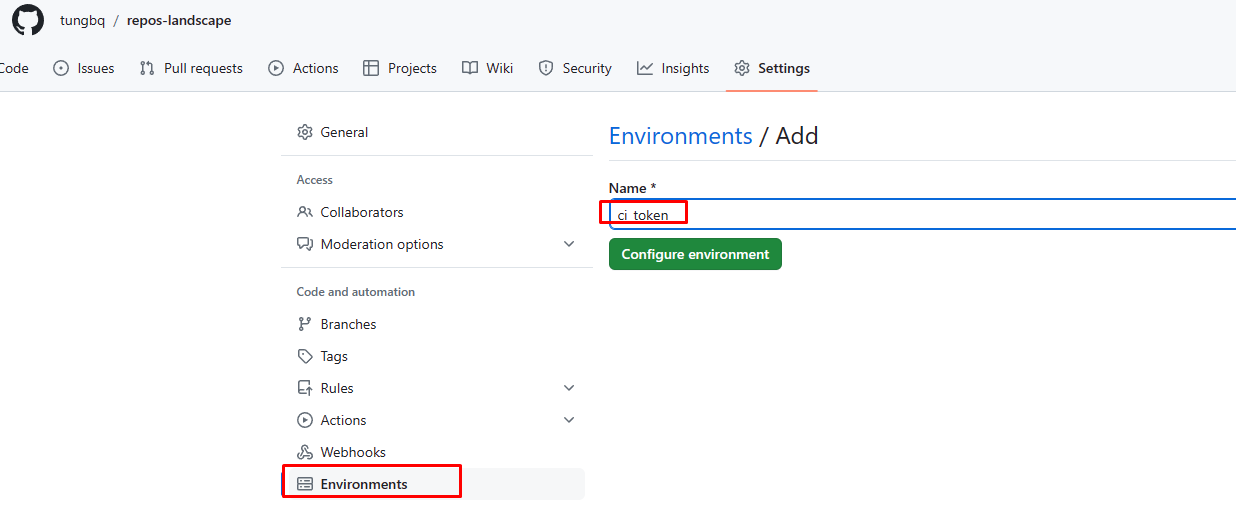 tungbq / repos-landscape
Code Issues Pull requests Actions Projects Wiki Security Insights Settings
General
Access
Collaborators
Moderation options
Code and automation
Branches
Tags
Rules
Actions
Webhooks
Environments
Environments / Add
Name *
ci_token
Configure environment